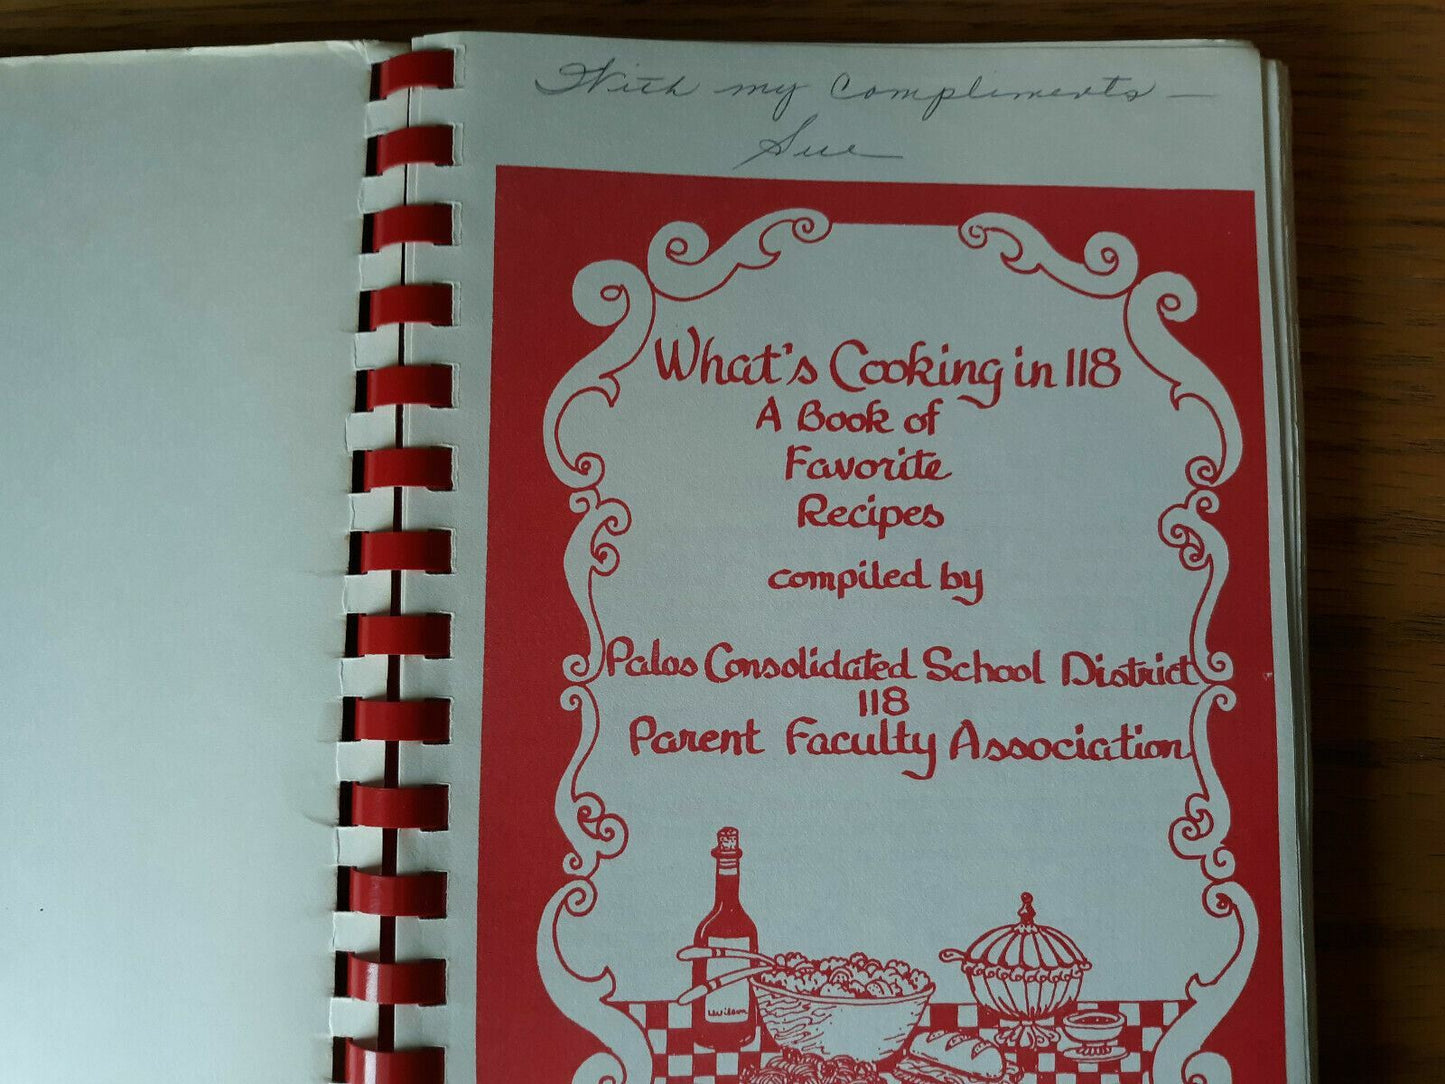 With my Compliments —
Sue
What's Cooking in 118
A Book of
Favorite
Recipes
compiled by
Palos Consolidated School District
118
Parent Faculty Association
Wilson